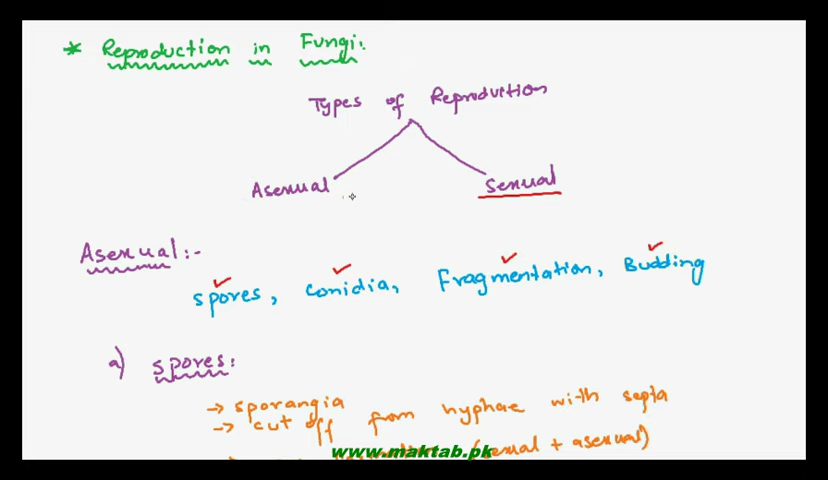 * Reproduction in Fungi:
Types of Reproduction
Asexual Sexual
Asexual:-
Spores, Conidia, Fragmentation, Budding
a) Spores:
→ sporangia
→ cut off from hyphae with septa
(sexual + asexual)
www.maktab.pk